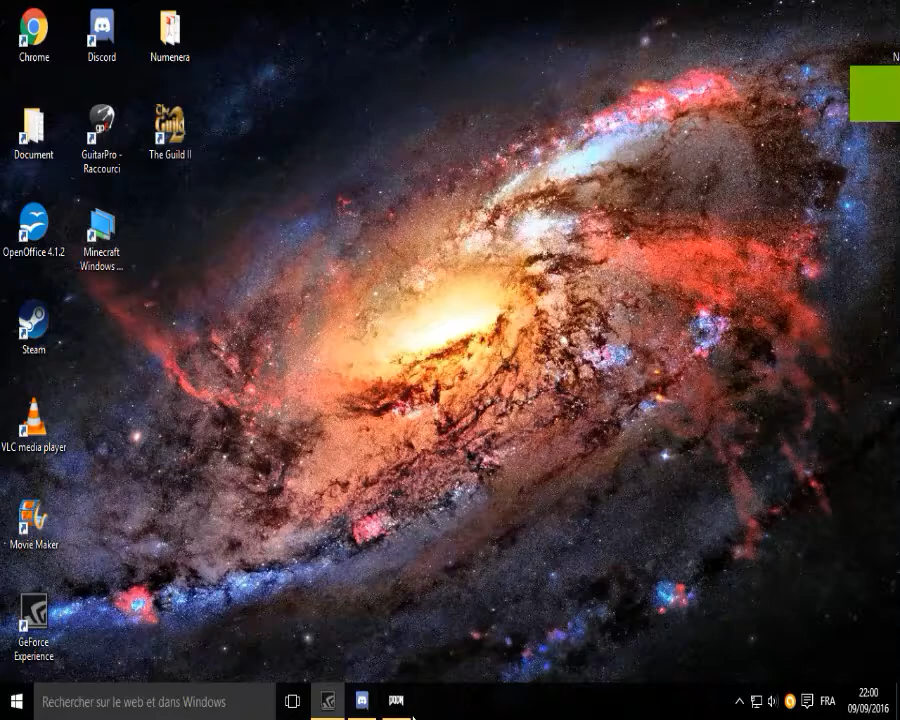 Chrome
Discord
Numenera
Document
GuitarPro -
Raccourci
The Guild II
OpenOffice 4.1.2
Minecraft
Windows ...
Steam
VLC media player
Movie Maker
GeForce
Experience
Rechercher sur le web et dans Windows
DOOM
FRA
22:00
09/09/2016